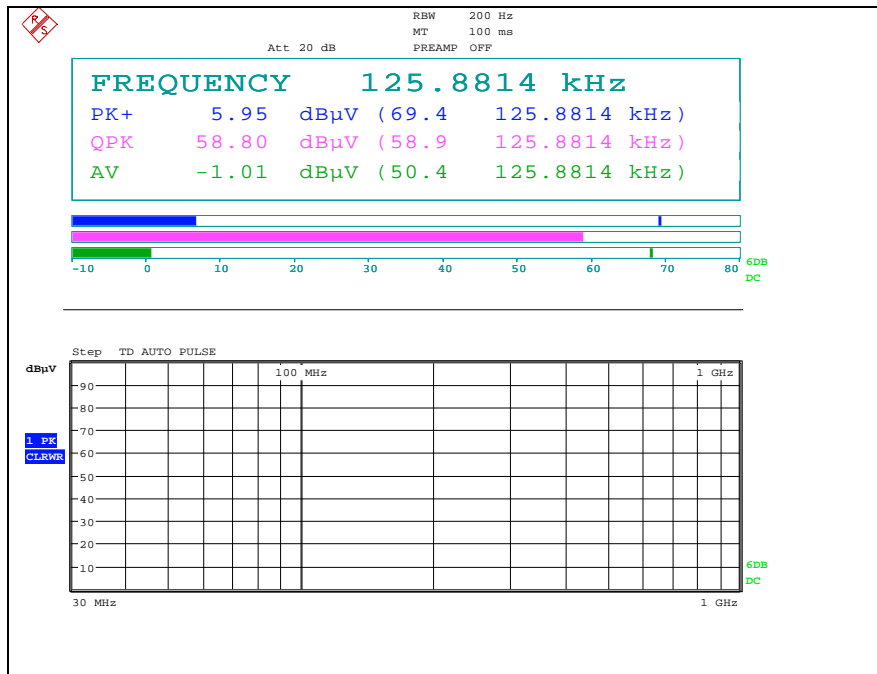 R S
RBW 200 Hz
MT 100 ms
Att 20 dB PREAMP OFF
FREQUENCY 125.8814 kHz
PK+ 5.95 dBµV (69.4 125.8814 kHz)
QPK 58.80 dBµV (58.9 125.8814 kHz)
AV -1.01 dBµV (50.4 125.8814 kHz)
-10 0 10 20 30 40 50 60 70 80
6DB
DC
Step TD AUTO PULSE
dBµV
100 MHz 1 GHz
90
80
70
1 PK
CLRWR
60
50
40
30
20
10
6DB
DC
30 MHz 1 GHz